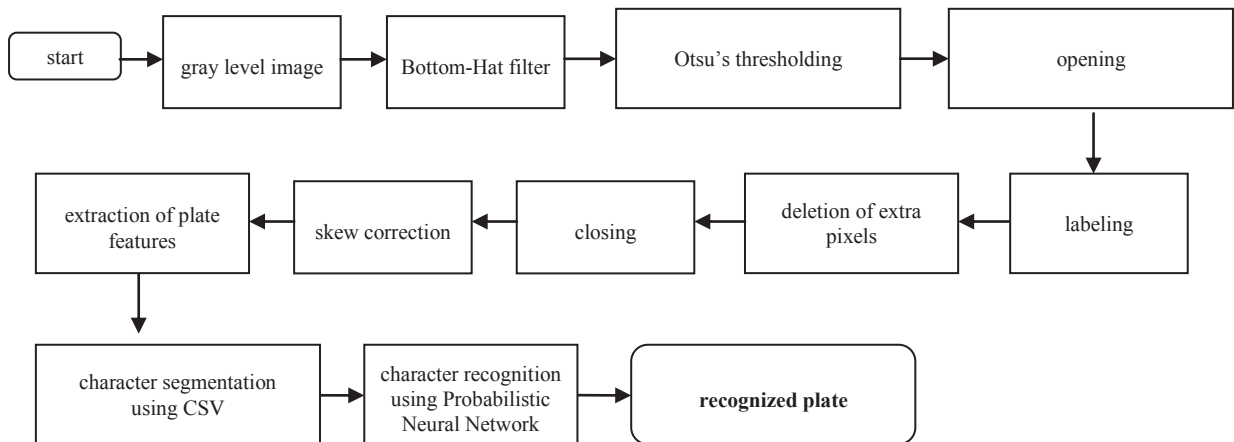 start
gray level image
Bottom-Hat filter
Otsu’s thresholding
opening
labeling
deletion of extra
pixels
closing
skew correction
extraction of plate
features
character segmentation
using CSV
character recognition
using Probabilistic
Neural Network
recognized plate